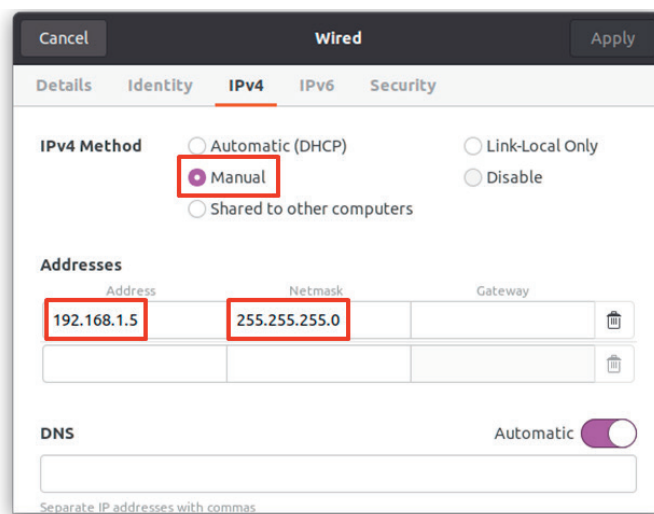 Cancel Wired Apply
Details Identity IPv4 IPv6 Security
IPv4 Method Automatic (DHCP) Link-Local Only
Manual Disable
Shared to other computers
Addresses
Address Netmask Gateway
192.168.1.5 255.255.255.0
DNS Automatic
Separate IP addresses with commas